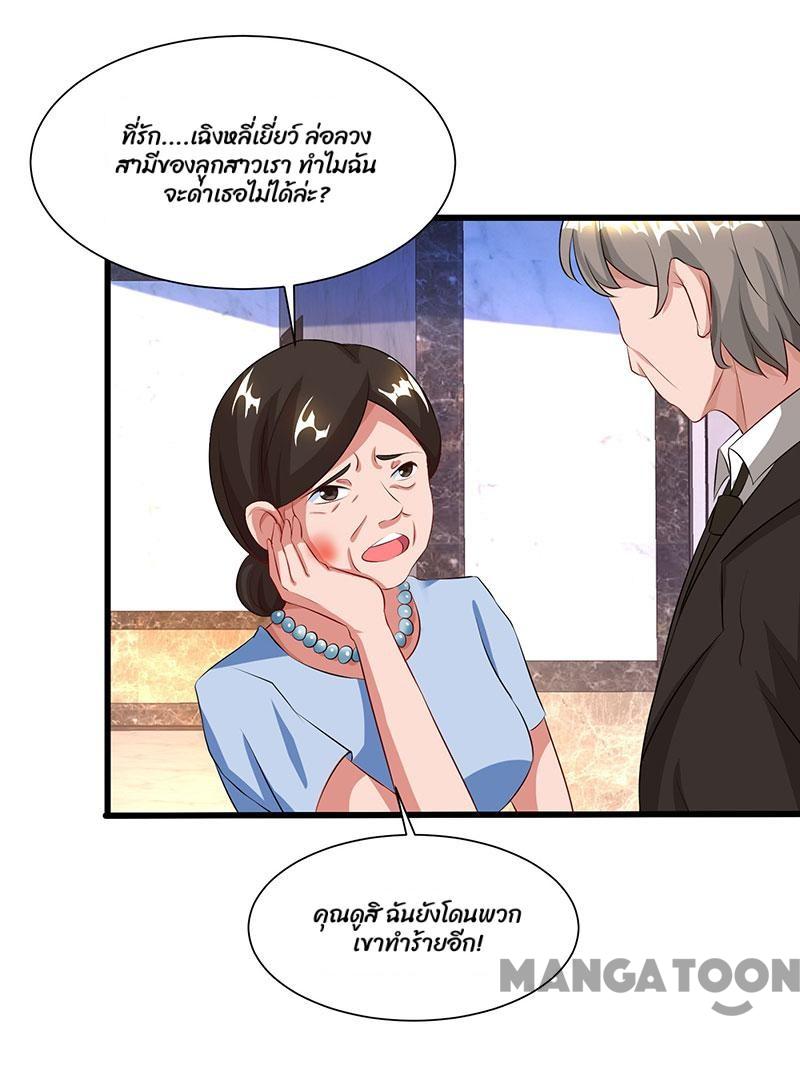 ที่รัก....เฉิงหลี่เยี่ยว์ ล่อลวง
สามีของลูกสาวเรา ทำไมฉัน
จะด่าเธอไม่ได้ล่ะ?
คุณดูสิ ฉันยังโดนพวก
เขาทำร้ายอีก!
MANGATOON